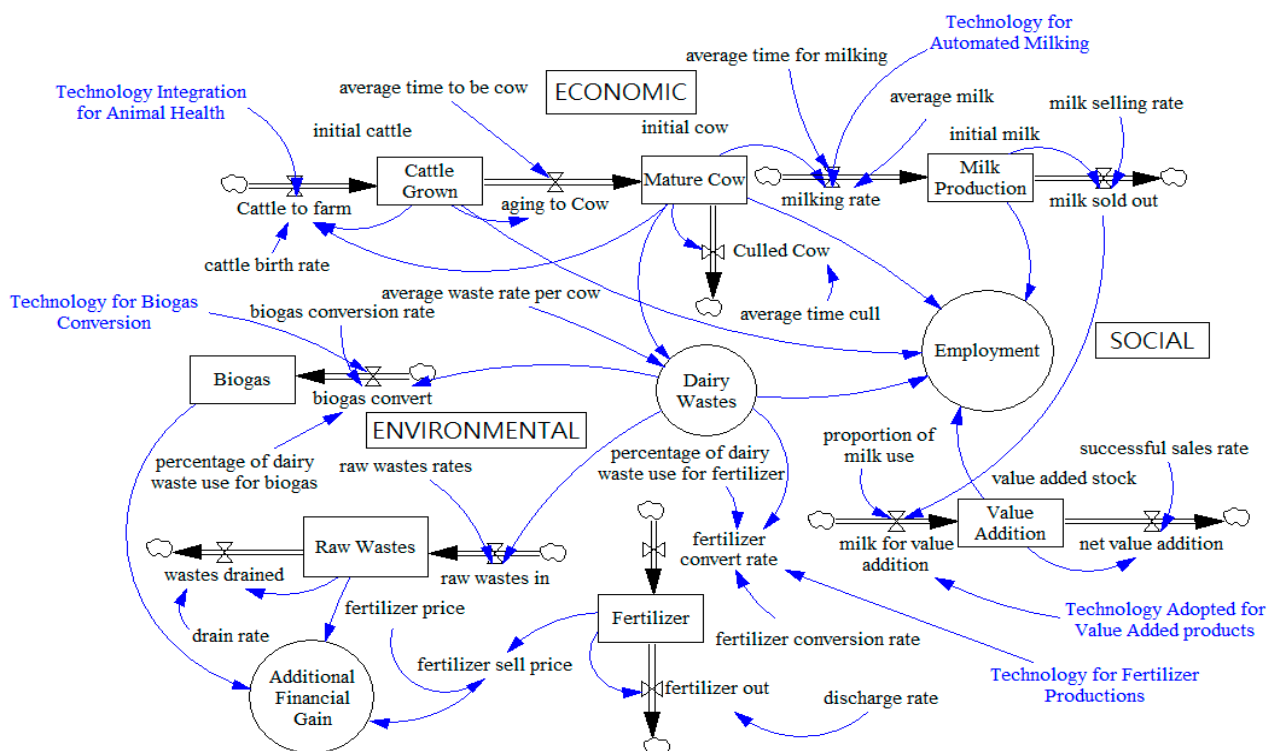 Technology for
Automated Milking
average time for milking
ECONOMIC
Technology Integration
for Animal Health
average time to be cow
average milk
milk selling rate
initial cattle
initial cow
initial milk
Cattle
Grown
Mature Cow
Milk
Production
Cattle to farm
aging to Cow
milking rate
milk sold out
Culled Cow
cattle birth rate
average time cull
Technology for Biogas
Conversion
biogas conversion rate
average waste rate per cow
SOCIAL
Employment
Biogas
biogas convert
Dairy
Wastes
ENVIRONMENTAL
percentage of dairy
waste use for biogas
raw wastes rates
percentage of dairy
waste use for fertilizer
proportion of
milk use
successful sales rate
value added stock
Value
Addition
Raw Wastes
wastes drained
raw wastes in
fertilizer
convert rate
milk for value
addition
net value addition
drain rate
fertilizer price
Fertilizer
fertilizer conversion rate
Technology Adopted for
Value Added products
fertilizer sell price
Additional
Financial
Gain
fertilizer out
discharge rate
Technology for Fertilizer
Productions